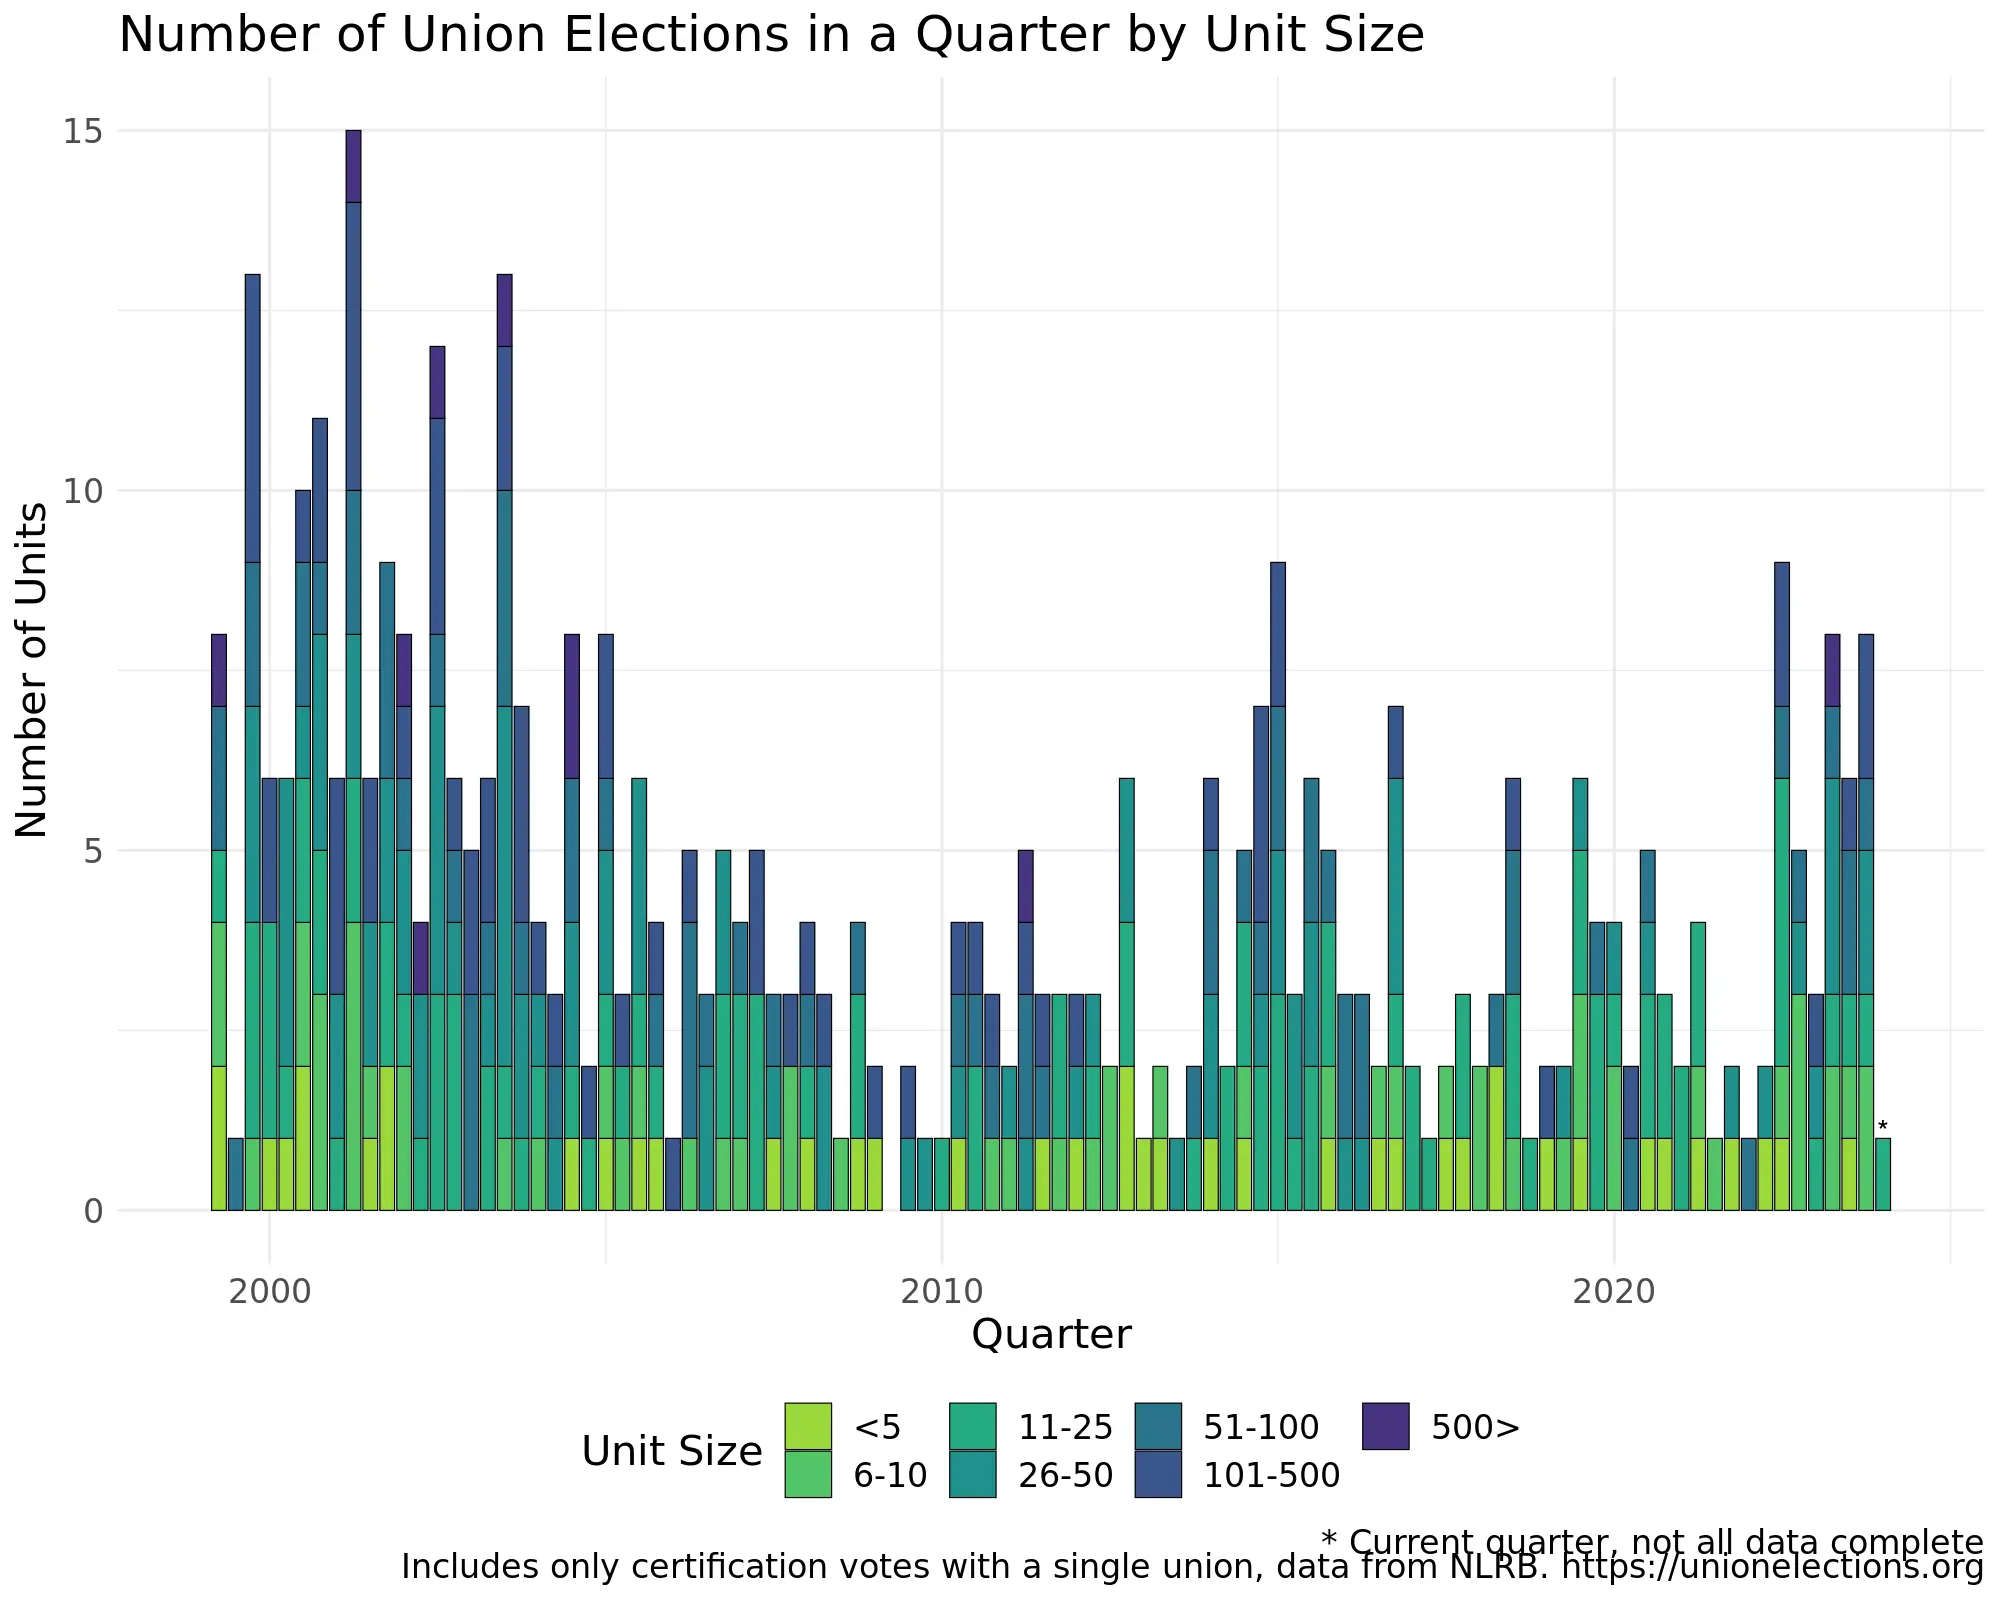 Number of Union Elections in a Quarter by Unit Size
Number of Units
15
10
5
0
*
2000 2010 2020
Quarter
Unit Size
<5 11-25 51-100 500>
6-10 26-50 101-500
* Current quarter, not all data complete
Includes only certification votes with a single union, data from NLRB. https://unionelections.org